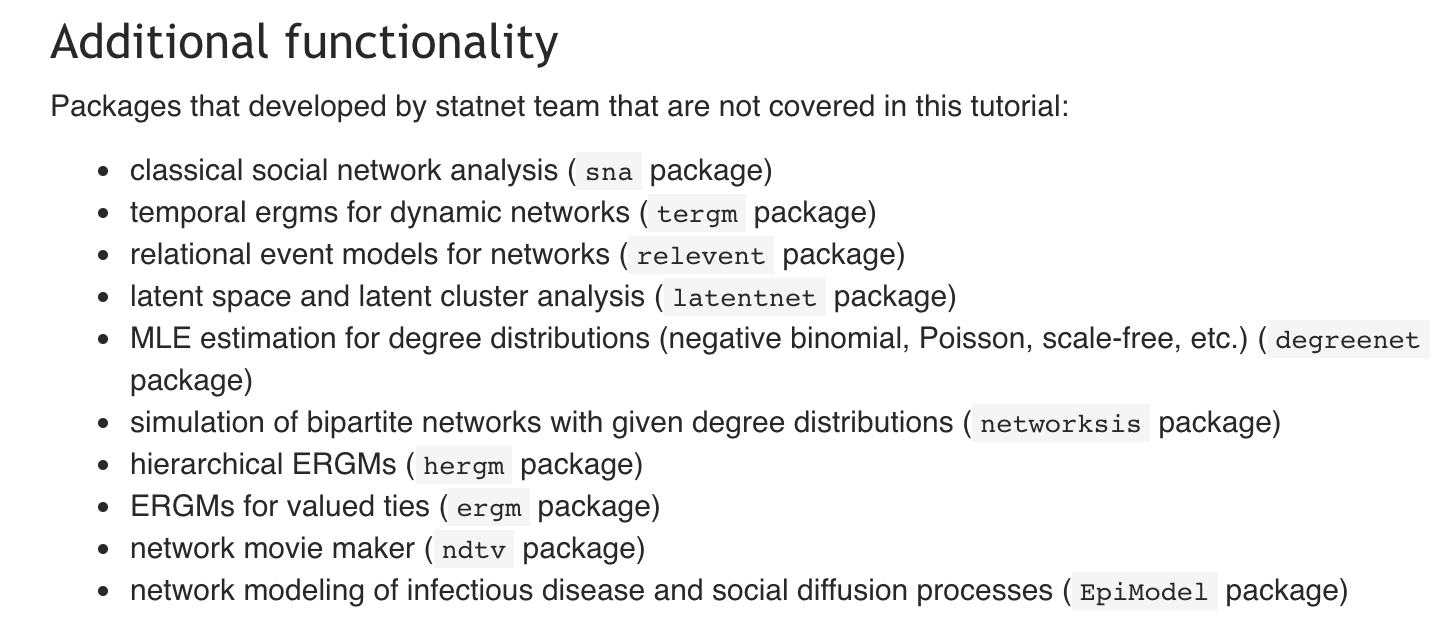 Additional functionality
Packages that developed by statnet team that are not covered in this tutorial:
• classical social network analysis ( sna package)
• temporal ergms for dynamic networks ( tergm package)
• relational event models for networks ( relevent package)
• latent space and latent cluster analysis ( latentnet package)
• MLE estimation for degree distributions (negative binomial, Poisson, scale-free, etc.) ( degreenet
package)
• simulation of bipartite networks with given degree distributions ( networksis package)
• hierarchical ERGMs ( hergm package)
• ERGMs for valued ties ( ergm package)
• network movie maker ( ndtv package)
• network modeling of infectious disease and social diffusion processes ( EpiModel package)